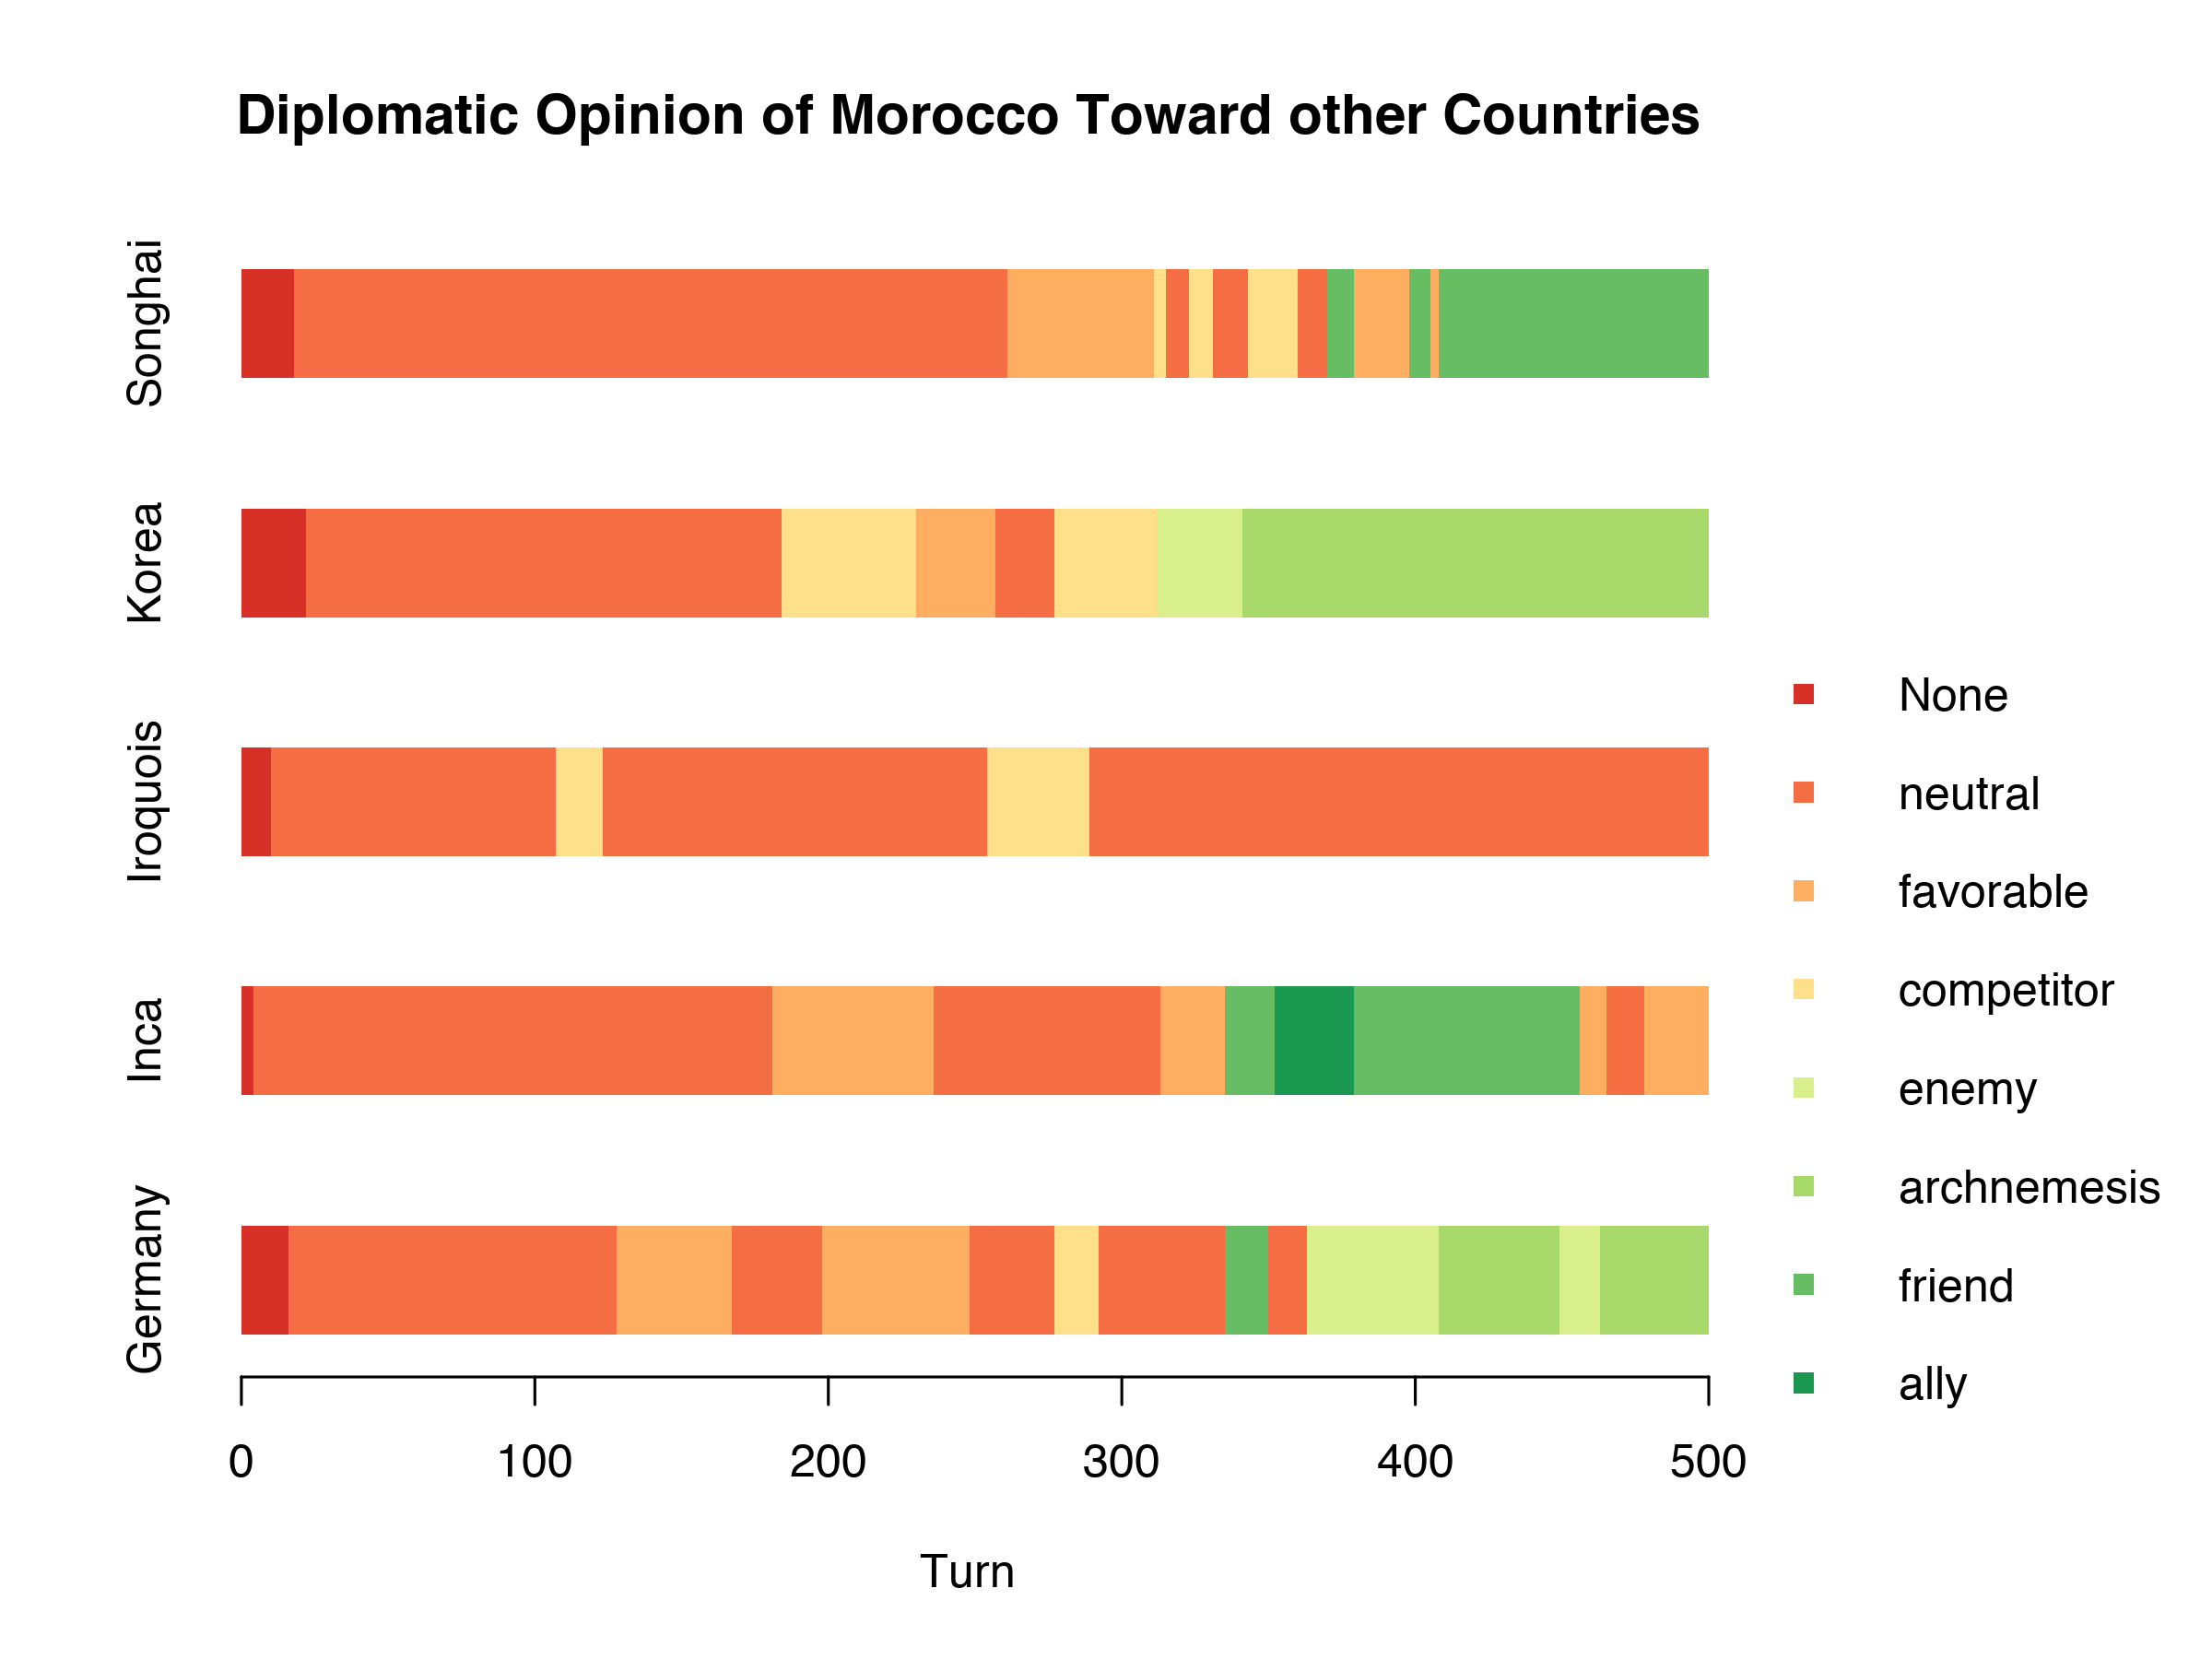 Diplomatic Opinion of Morocco Toward other Countries
Songhai
Korea
Iroquois
Inca
Germany
None
neutral
favorable
competitor
enemy
archnemesis
friend
ally
0 100 200 300 400 500
Turn